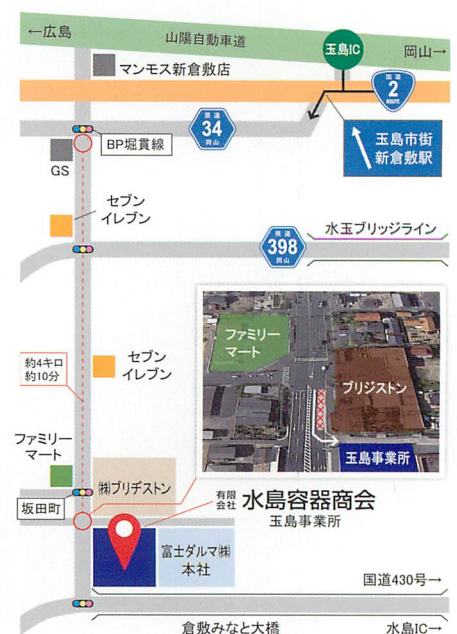 ←広島
山陽自動車道
玉島IC
岡山→
マンモス新倉敷店
国道
2
ROUTE
県道
34
岡山
BP堀貫線
玉島市街
新倉敷駅
GS
セブン
イレブン
県道
398
岡山
水玉ブリッジライン
ファミリー
マート
ブリジストン
玉島事業所
約4キロ
約10分
セブン
イレブン
ファミリー
マート
㈱ブリヂストン
坂田町
有限
会社
水島容器商会
玉島事業所
富士ダルマ㈱
本社
国道430号→
倉敷みなと大橋
水島IC→